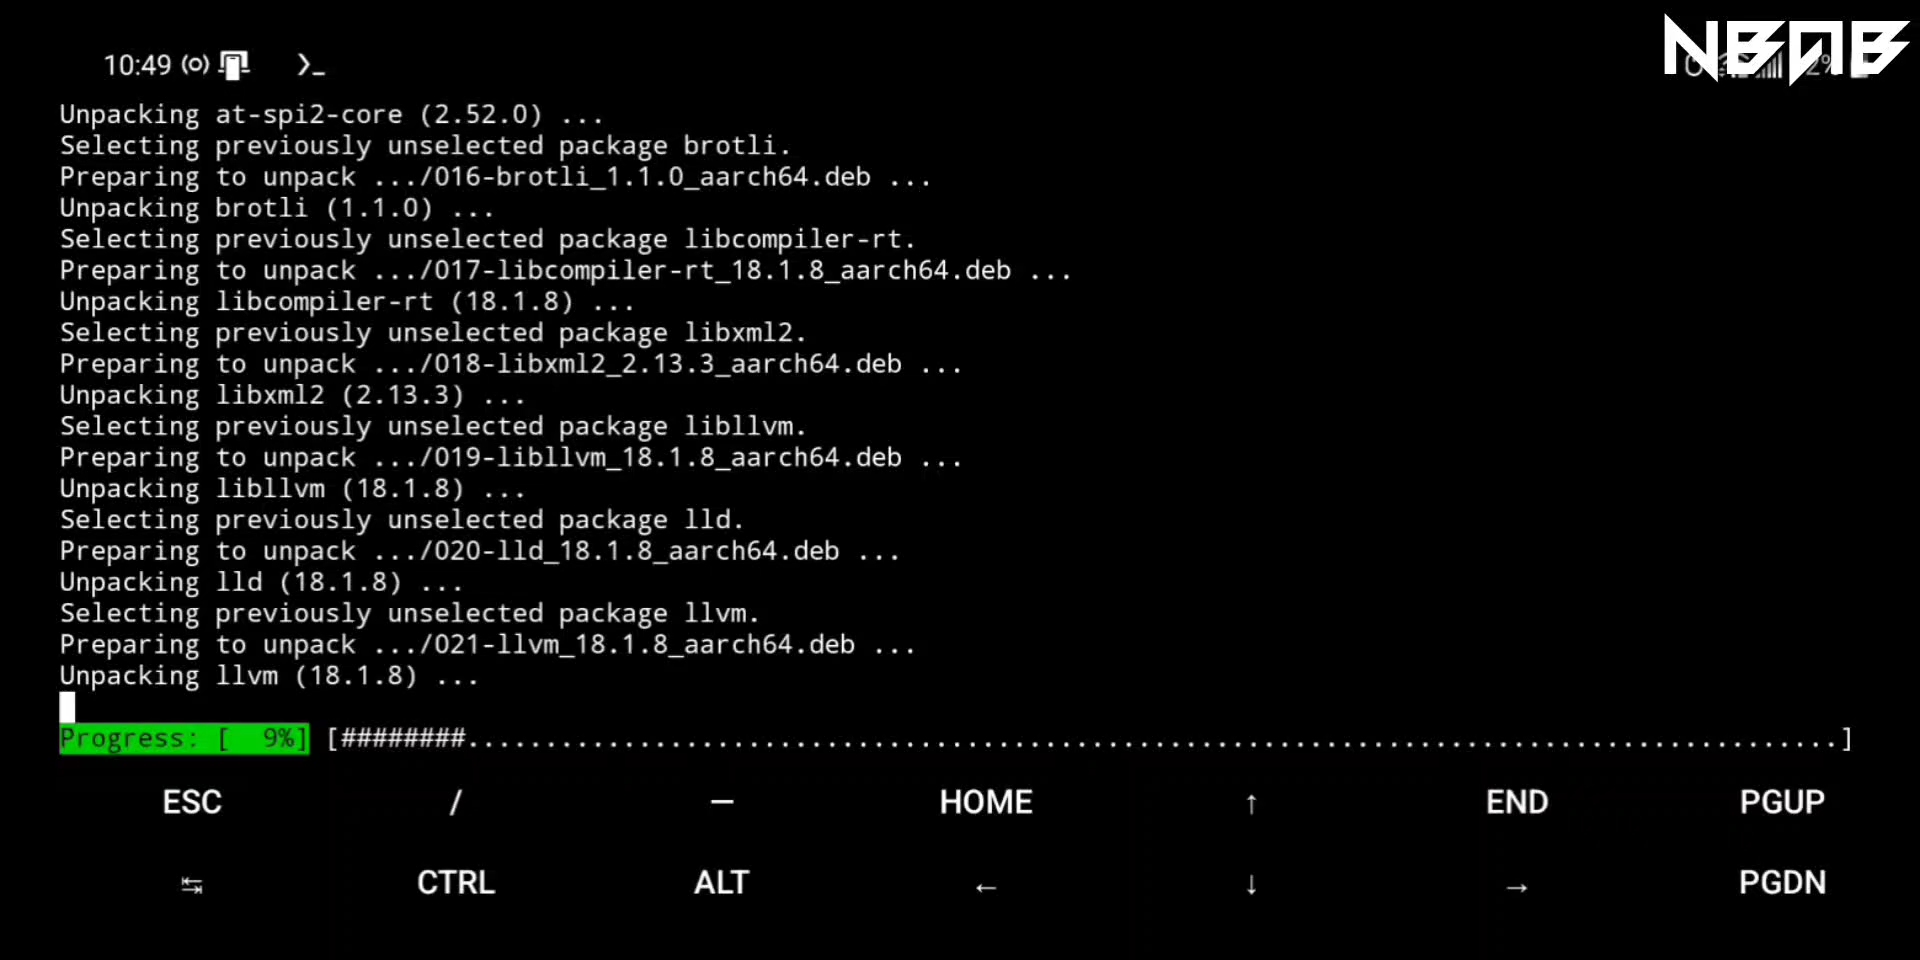 NBAB
10:49
Unpacking at-spi2-core (2.52.0) ...
Selecting previously unselected package brotli.
Preparing to unpack .../016-brotli_1.1.0_aarch64.deb ...
Unpacking brotli (1.1.0) ...
Selecting previously unselected package libcompiler-rt.
Preparing to unpack .../017-libcompiler-rt_18.1.8_aarch64.deb ...
Unpacking libcompiler-rt (18.1.8) ...
Selecting previously unselected package libxml2.
Preparing to unpack .../018-libxml2_2.13.3_aarch64.deb ...
Unpacking libxml2 (2.13.3) ...
Selecting previously unselected package libllvm.
Preparing to unpack .../019-libllvm_18.1.8_aarch64.deb ...
Unpacking libllvm (18.1.8) ...
Selecting previously unselected package lld.
Preparing to unpack .../020-lld_18.1.8_aarch64.deb ...
Unpacking lld (18.1.8) ...
Selecting previously unselected package llvm.
Preparing to unpack .../021-llvm_18.1.8_aarch64.deb ...
Unpacking llvm (18.1.8) ...
Progress: [  9%] [########................................................................................]
ESC / — HOME ↑ END PGUP
⇆ CTRL ALT ← ↓ → PGDN